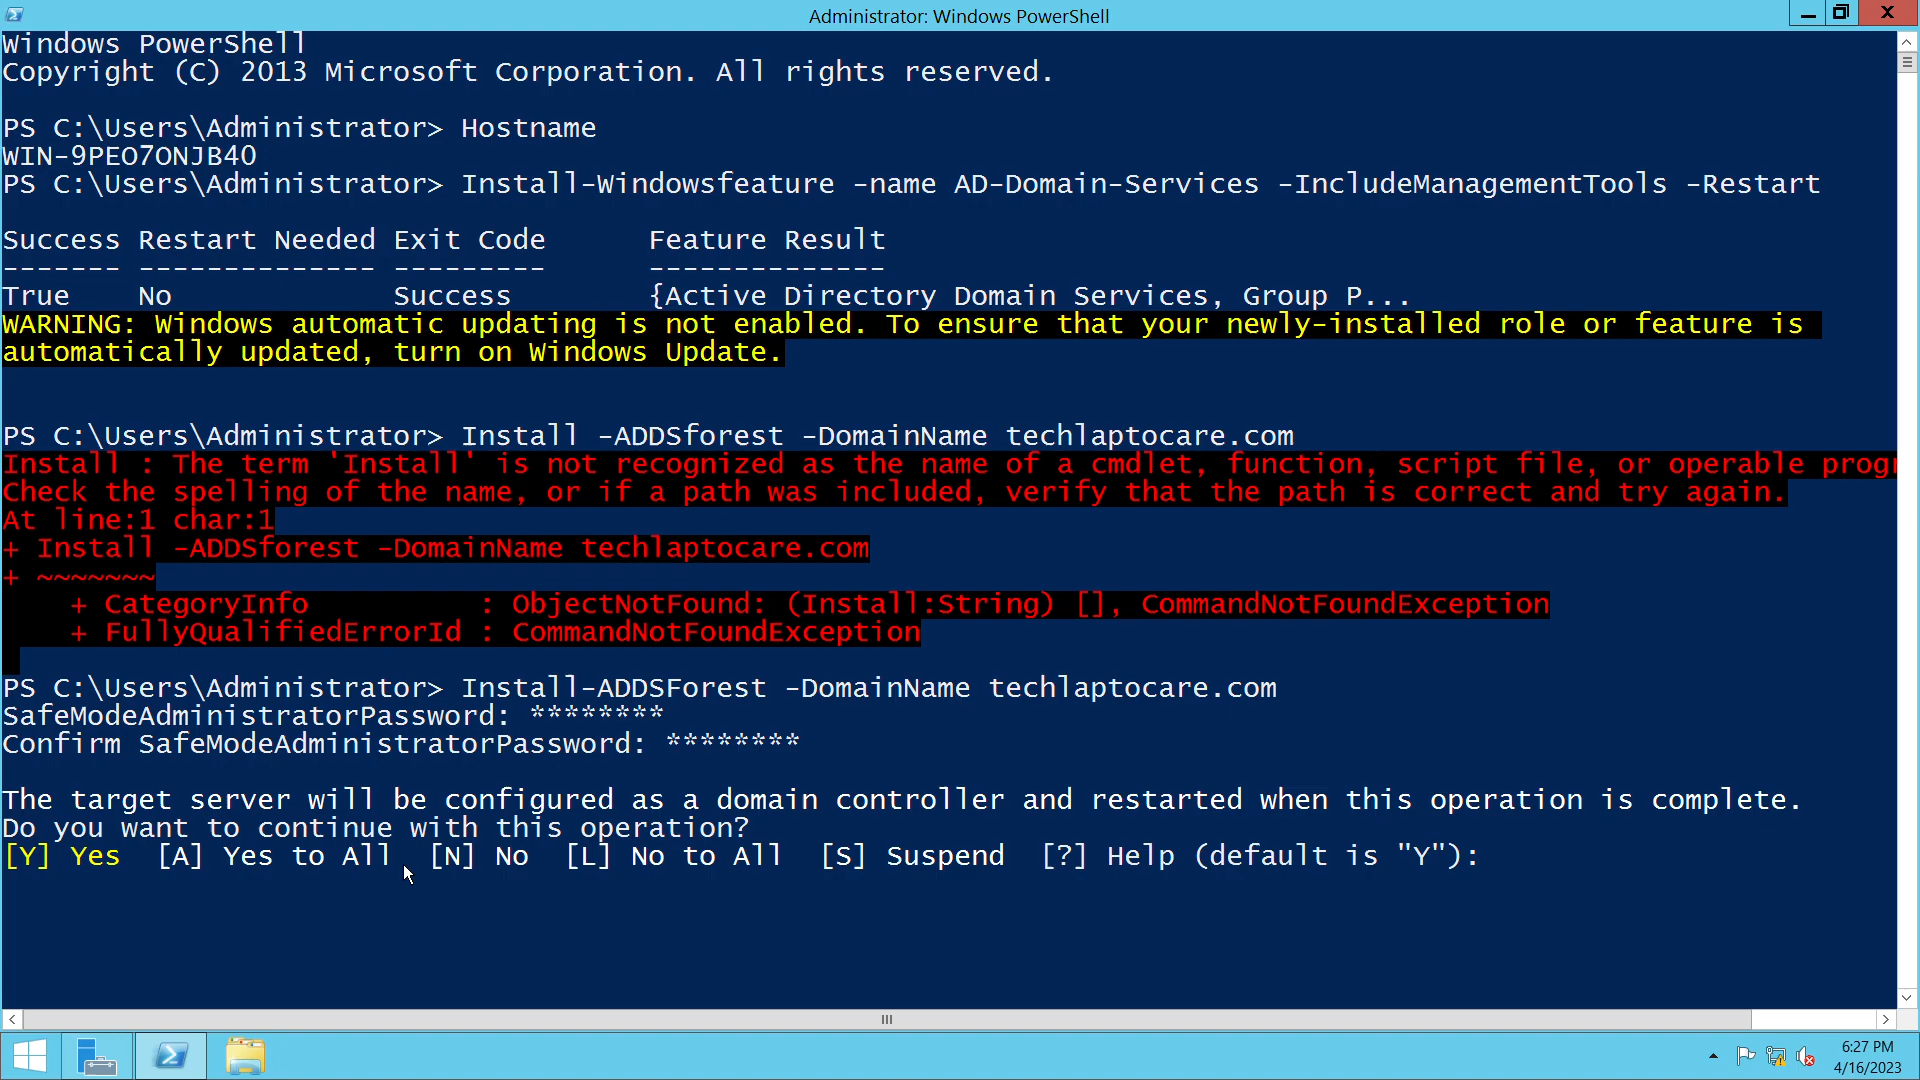 Administrator: Windows PowerShell
Windows PowerShell
Copyright (C) 2013 Microsoft Corporation. All rights reserved.
PS C:\Users\Administrator> Hostname
WIN-9PEO7ONJB4O
PS C:\Users\Administrator> Install-Windowsfeature -name AD-Domain-Services -IncludeManagementTools -Restart
Success Restart Needed Exit Code      Feature Result
------- -------------- ---------      --------------
True    No             Success        {Active Directory Domain Services, Group P...
WARNING: Windows automatic updating is not enabled. To ensure that your newly-installed role or feature is
automatically updated, turn on Windows Update.
PS C:\Users\Administrator> Install -ADDSforest -DomainName techlaptocare.com
Install : The term 'Install' is not recognized as the name of a cmdlet, function, script file, or operable progr
Check the spelling of the name, or if a path was included, verify that the path is correct and try again.
At line:1 char:1
+ Install -ADDSforest -DomainName techlaptocare.com
+ ~~~~~~~
    + CategoryInfo          : ObjectNotFound: (Install:String) [], CommandNotFoundException
    + FullyQualifiedErrorId : CommandNotFoundException
PS C:\Users\Administrator> Install-ADDSForest -DomainName techlaptocare.com
SafeModeAdministratorPassword: ********
Confirm SafeModeAdministratorPassword: ********
The target server will be configured as a domain controller and restarted when this operation is complete.
Do you want to continue with this operation?
[Y] Yes  [A] Yes to All  [N] No  [L] No to All  [S] Suspend  [?] Help (default is "Y"):
6:27 PM
4/16/2023